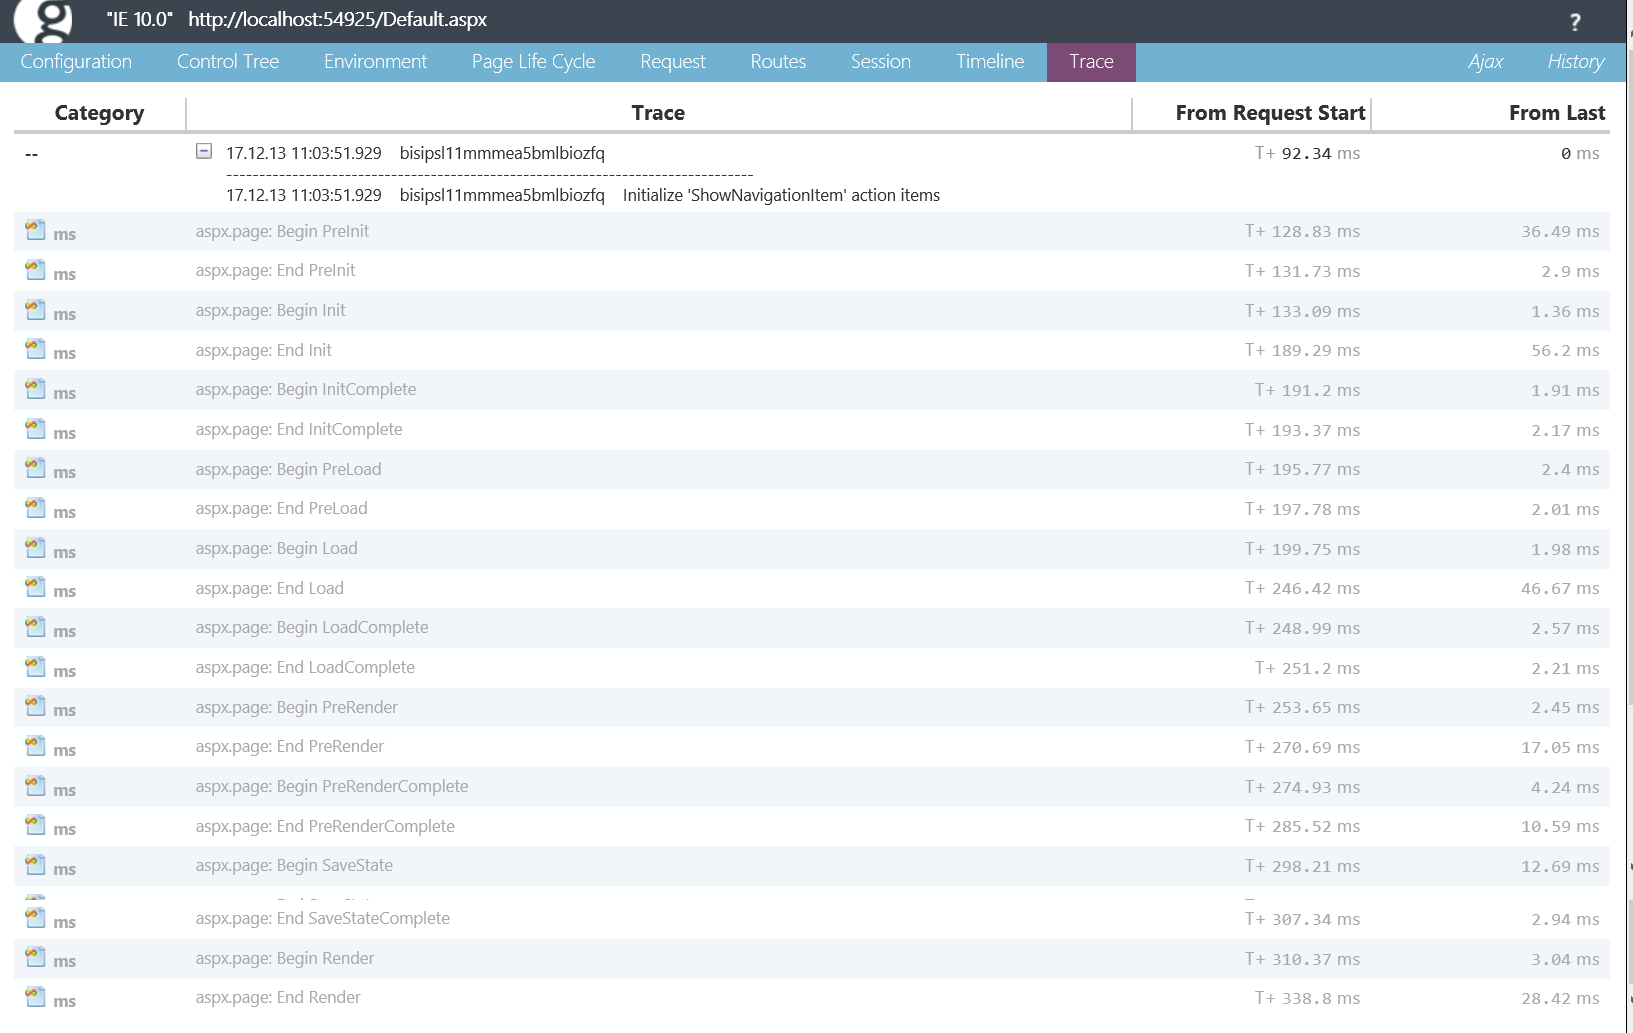 g "IE 10.0" http://localhost:54925/Default.aspx ?
Configuration Control Tree Environment Page Life Cycle Request Routes Session Timeline Trace Ajax History
Category Trace From Request Start From Last
-- 17.12.13 11:03:51.929 bisipsl11mmmea5bmlbiozfq T+ 92.34 ms 0 ms
--------------------------------------------------------------------------------
17.12.13 11:03:51.929 bisipsl11mmmea5bmlbiozfq Initialize 'ShowNavigationItem' action items
ms aspx.page: Begin PreInit T+ 128.83 ms 36.49 ms
ms aspx.page: End PreInit T+ 131.73 ms 2.9 ms
ms aspx.page: Begin Init T+ 133.09 ms 1.36 ms
ms aspx.page: End Init T+ 189.29 ms 56.2 ms
ms aspx.page: Begin InitComplete T+ 191.2 ms 1.91 ms
ms aspx.page: End InitComplete T+ 193.37 ms 2.17 ms
ms aspx.page: Begin PreLoad T+ 195.77 ms 2.4 ms
ms aspx.page: End PreLoad T+ 197.78 ms 2.01 ms
ms aspx.page: Begin Load T+ 199.75 ms 1.98 ms
ms aspx.page: End Load T+ 246.42 ms 46.67 ms
ms aspx.page: Begin LoadComplete T+ 248.99 ms 2.57 ms
ms aspx.page: End LoadComplete T+ 251.2 ms 2.21 ms
ms aspx.page: Begin PreRender T+ 253.65 ms 2.45 ms
ms aspx.page: End PreRender T+ 270.69 ms 17.05 ms
ms aspx.page: Begin PreRenderComplete T+ 274.93 ms 4.24 ms
ms aspx.page: End PreRenderComplete T+ 285.52 ms 10.59 ms
ms aspx.page: Begin SaveState T+ 298.21 ms 12.69 ms
ms aspx.page: End SaveStateComplete T+ 307.34 ms 2.94 ms
ms aspx.page: Begin Render T+ 310.37 ms 3.04 ms
ms aspx.page: End Render T+ 338.8 ms 28.42 ms